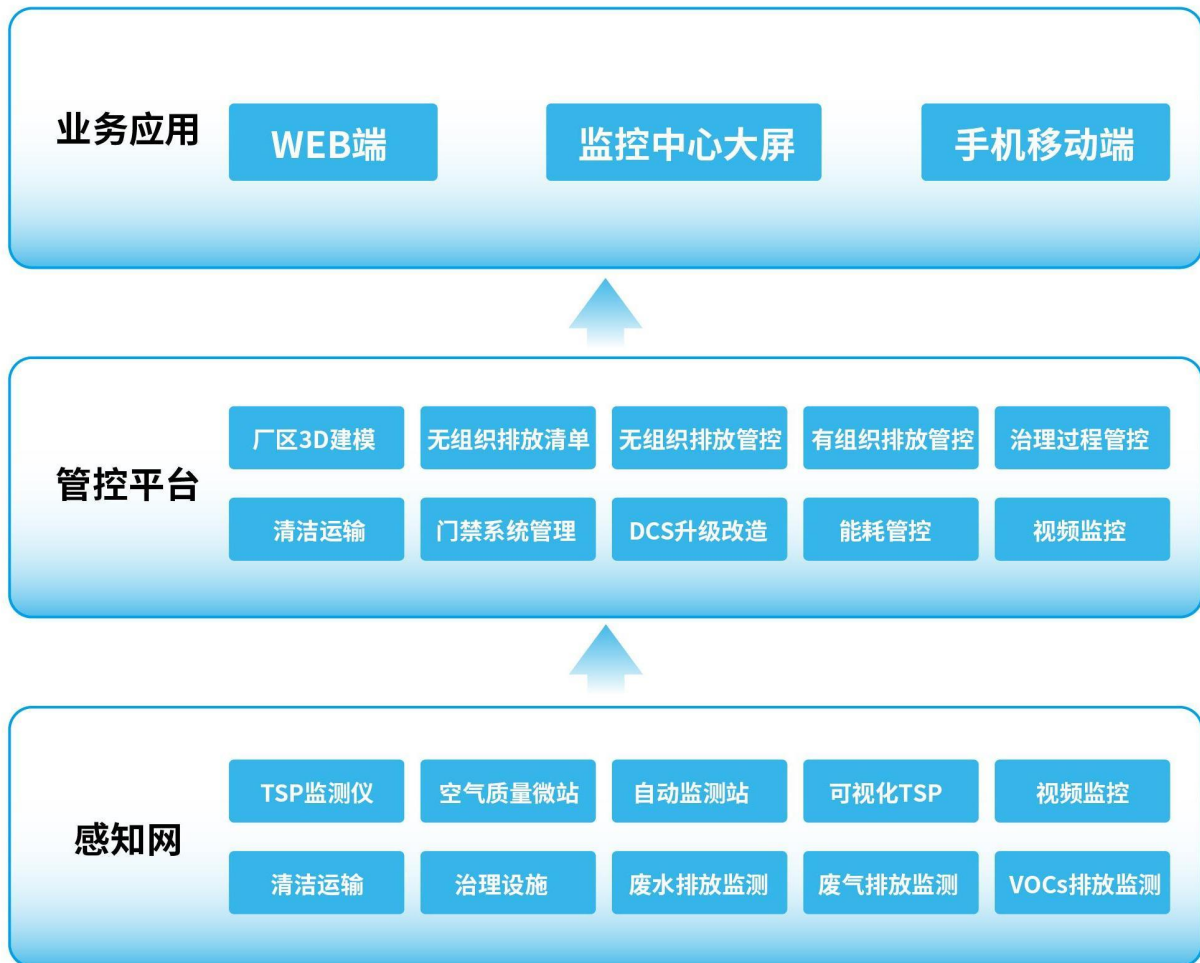 业务应用
WEB端
监控中心大屏
手机移动端
管控平台
厂区3D建模
无组织排放清单
无组织排放管控
有组织排放管控
治理过程管控
清洁运输
门禁系统管理
DCS升级改造
能耗管控
视频监控
感知网
TSP监测仪
空气质量微站
自动监测站
可视化TSP
视频监控
清洁运输
治理设施
废水排放监测
废气排放监测
VOCs排放监测